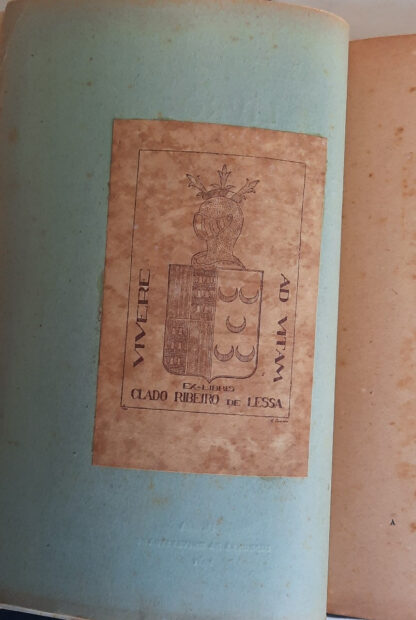 VIVERE
AD VITAM
EX-LIBRIS
CLADO RIBEIRO DE LESSA
A